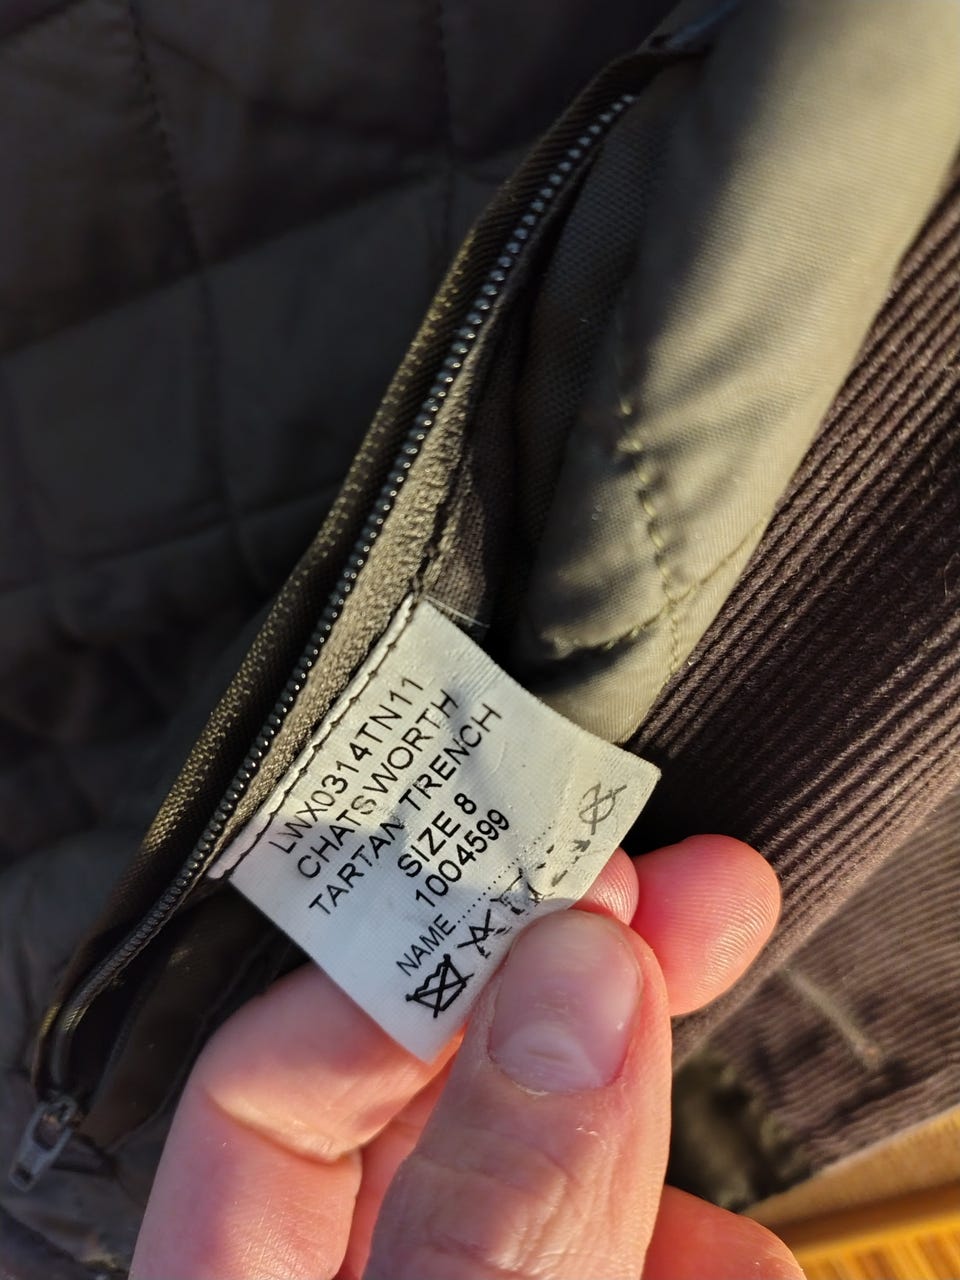 LWX0314TN11
CHATSWORTH
TARTAN TRENCH
SIZE 8
1004599
NAME....................